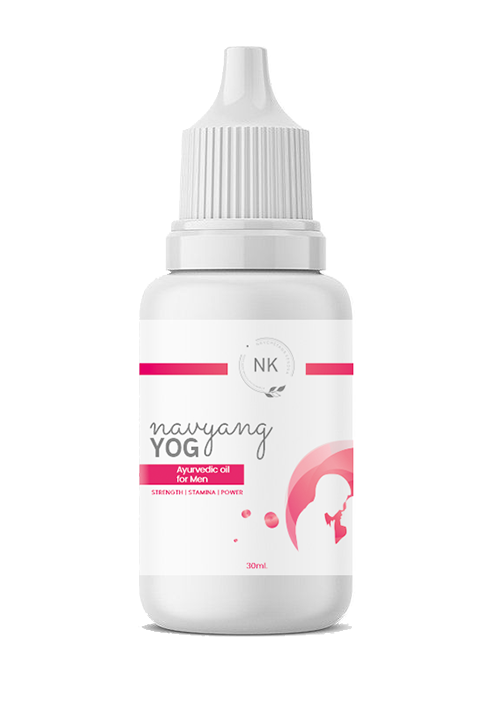 NK
navyang
YOG
Ayurvedic oil
for Men
STRENGTH | STAMINA | POWER
30ml.